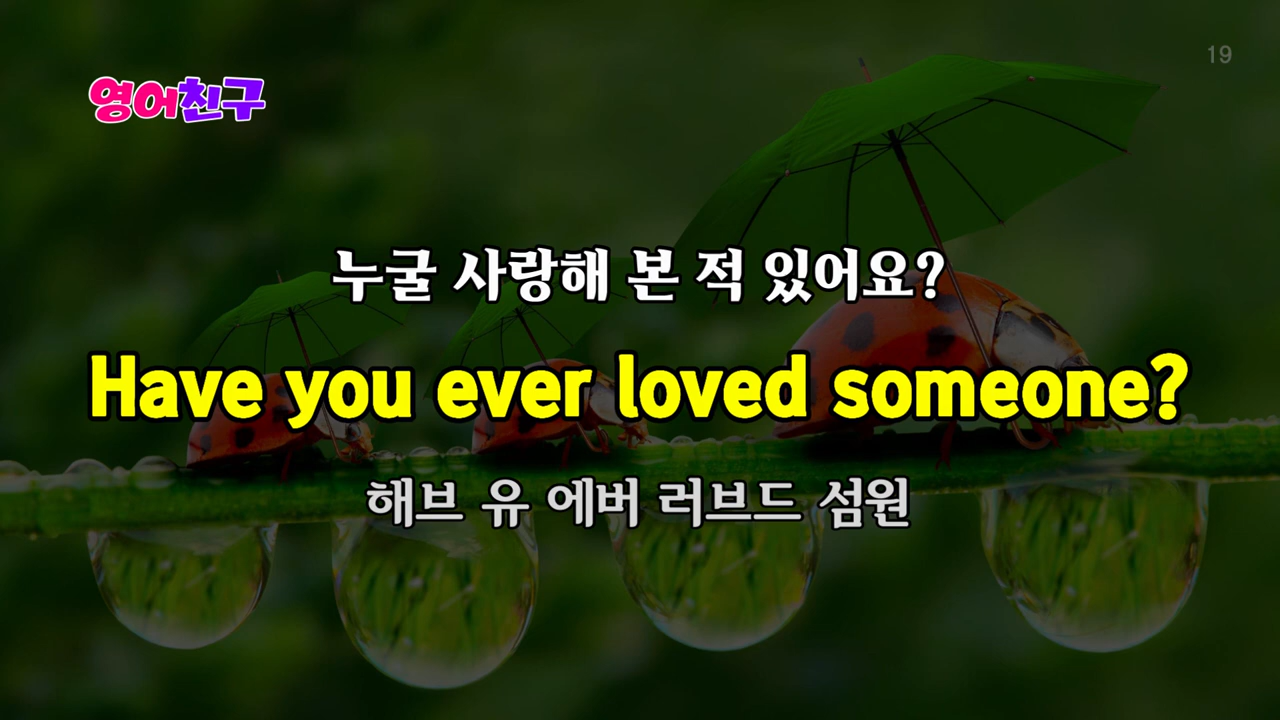 영어친구
19
누굴 사랑해 본 적 있어요?
Have you ever loved someone?
해브 유 에버 러브드 섬원